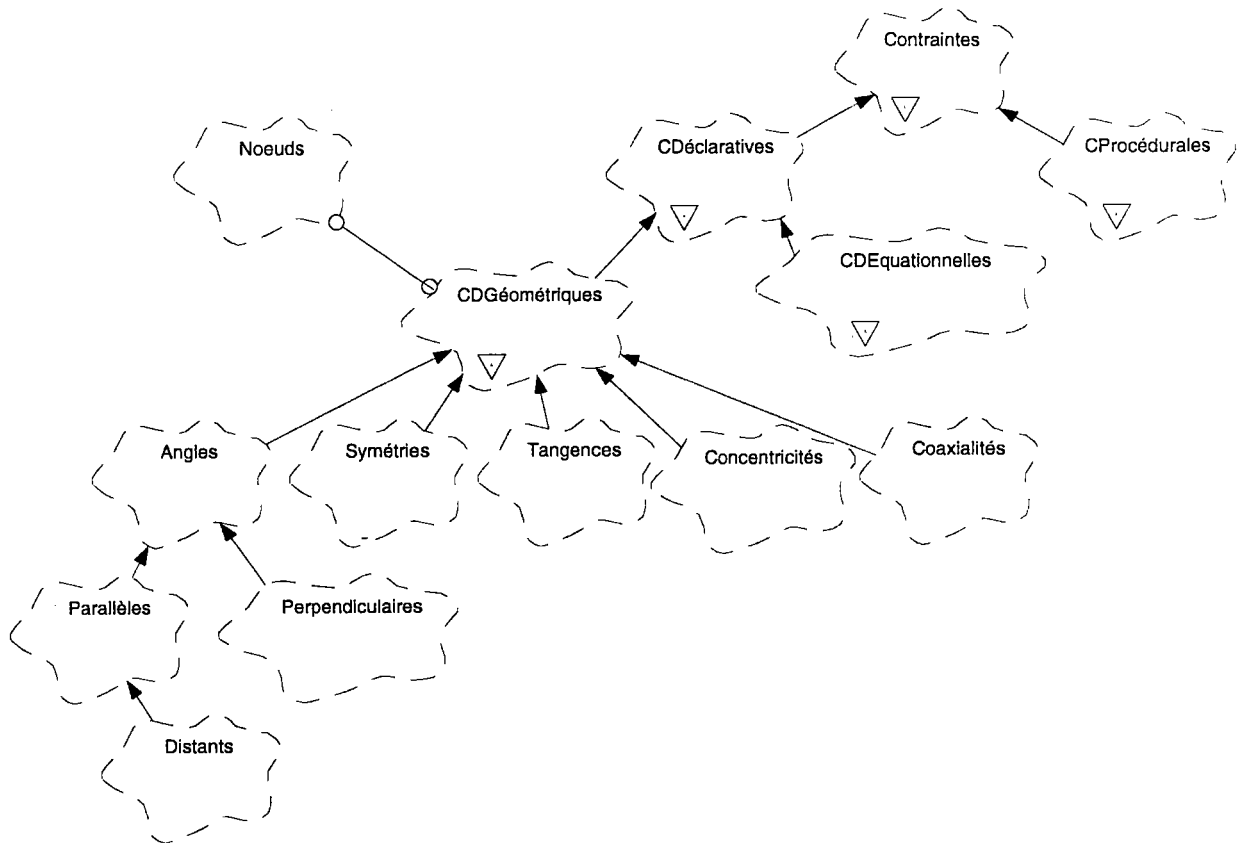 Contraintes
Noeuds
CDéclaratives
CProcédurales
CDEquationnelles
CDGéométriques
Angles
Symétries
Tangences
Concentricités
Coaxialités
Parallèles
Perpendiculaires
Distants